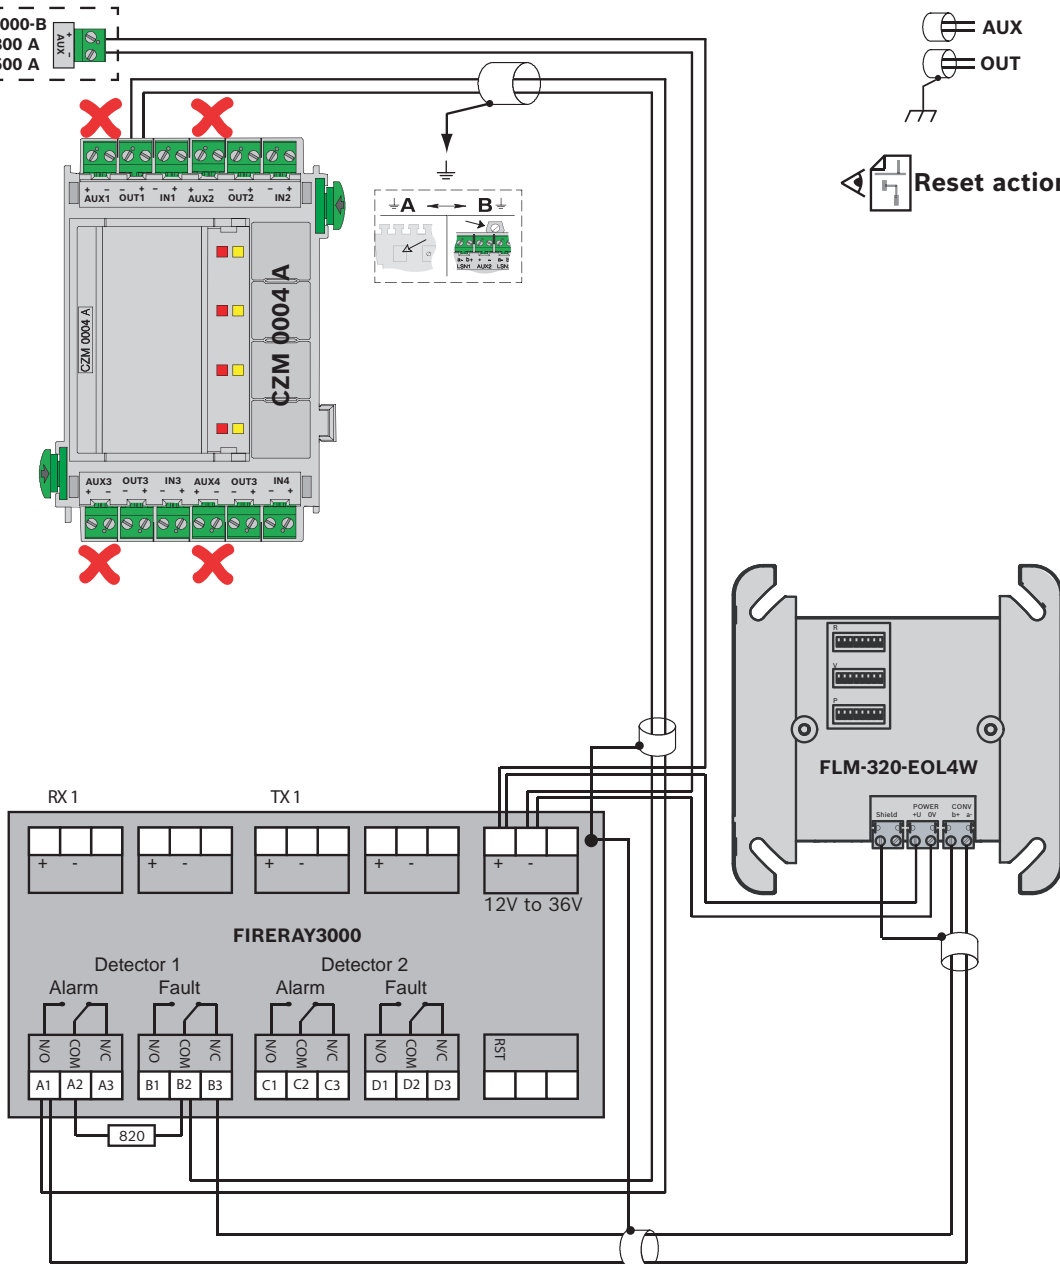 000-B
AUX
+
-
AUX
OUT
Reset action
+ - - + - + + - - + - +
AUX1 OUT1 IN1 AUX2 OUT2 IN2
A B
LSN1 AUX2
CZM 0004 A
CZM 0004 A
AUX3 OUT3 IN3 AUX4 OUT3 IN4
+ - - + - + + - - + - +
R
V
P
FLM-320-EOL4W
Shield POWER CONV
+U 0V b+ a-
RX 1 TX 1
+ - + - + - + - + -
12V to 36V
FIRERAY3000
Detector 1 Detector 2
Alarm Fault Alarm Fault
N/O COM N/C N/O COM N/C N/O COM N/C N/O COM N/C RST
A1 A2 A3 B1 B2 B3 C1 C2 C3 D1 D2 D3
820